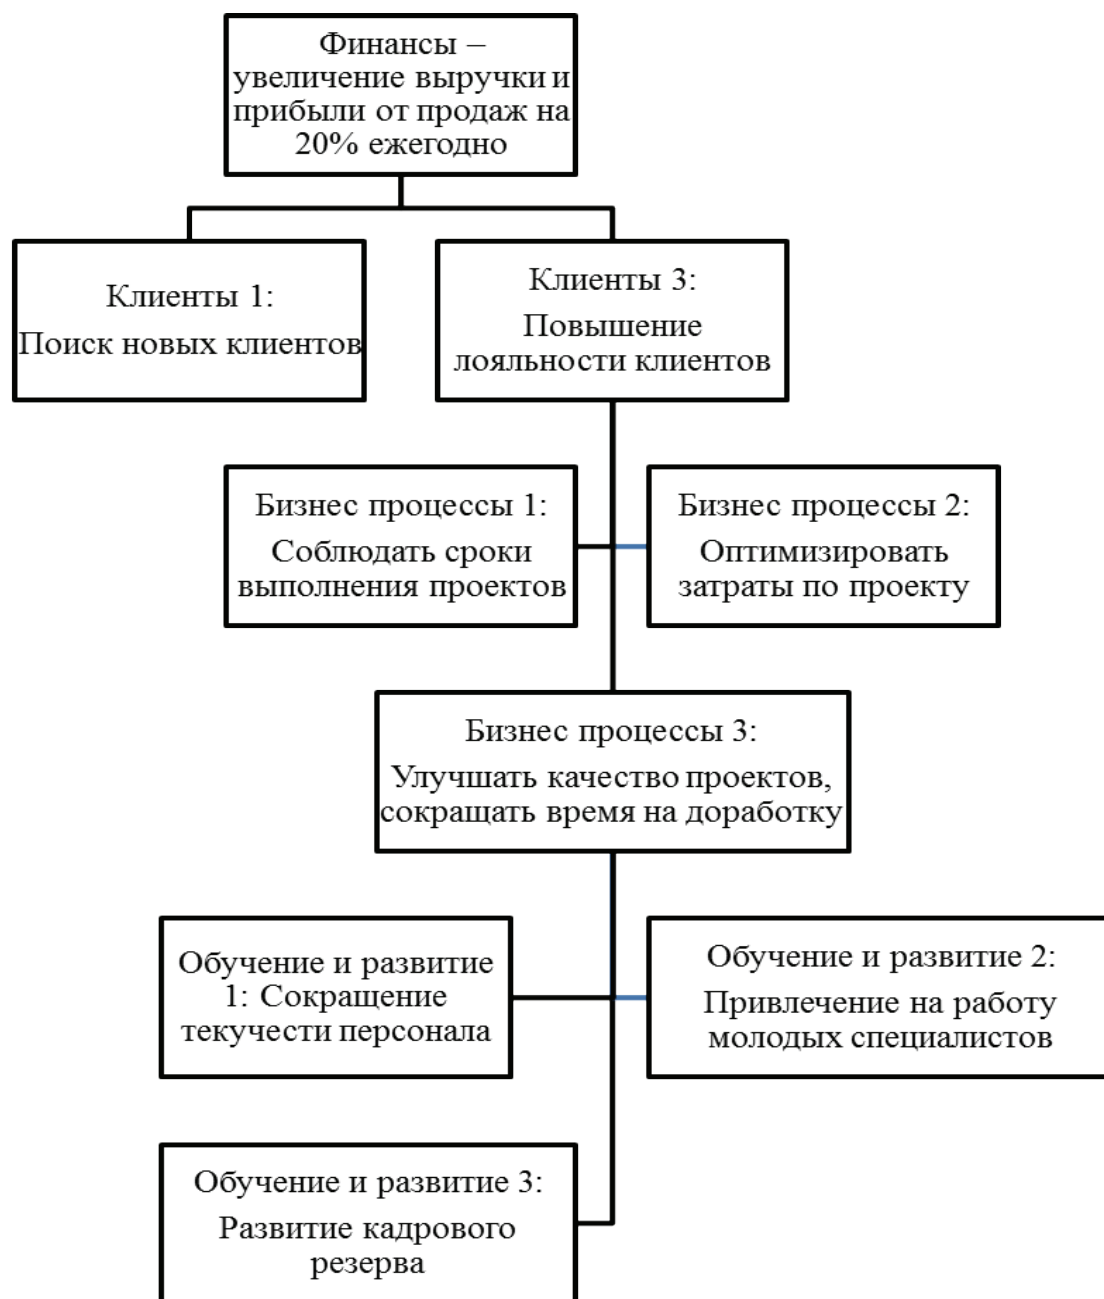 Финансы –
увеличение выручки и
прибыли от продаж на
20% ежегодно
Клиенты 1:
Поиск новых клиентов
Клиенты 3:
Повышение
лояльности клиентов
Бизнес процессы 1:
Соблюдать сроки
выполнения проектов
Бизнес процессы 2:
Оптимизировать
затраты по проекту
Бизнес процессы 3:
Улучшать качество проектов,
сокращать время на доработку
Обучение и развитие
1: Сокращение
текучести персонала
Обучение и развитие 2:
Привлечение на работу
молодых специалистов
Обучение и развитие 3:
Развитие кадрового
резерва